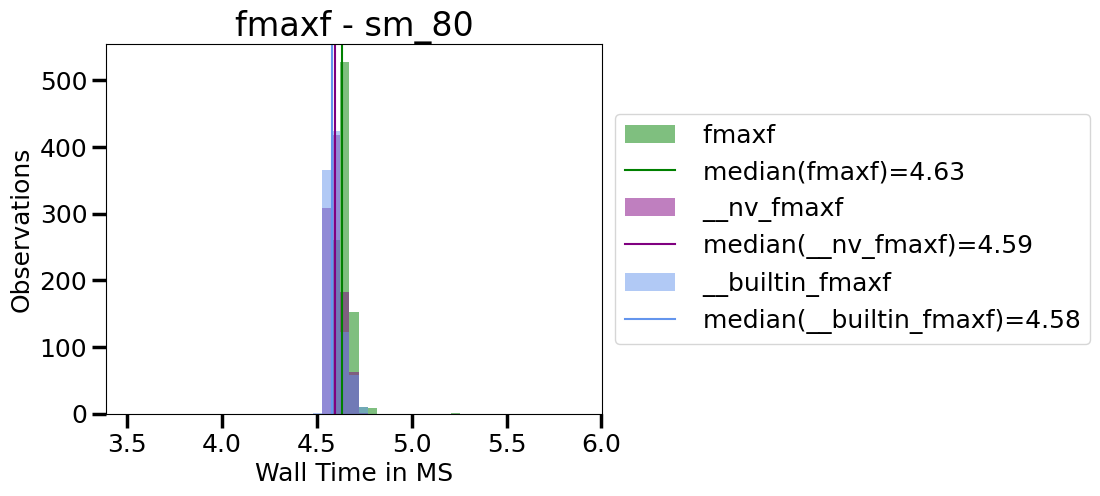 fmaxf - sm_80
Observations
500
400
300
200
100
0
3.5 4.0 4.5 5.0 5.5 6.0
Wall Time in MS
fmaxf
median(fmaxf)=4.63
__nv_fmaxf
median(__nv_fmaxf)=4.59
__builtin_fmaxf
median(__builtin_fmaxf)=4.58